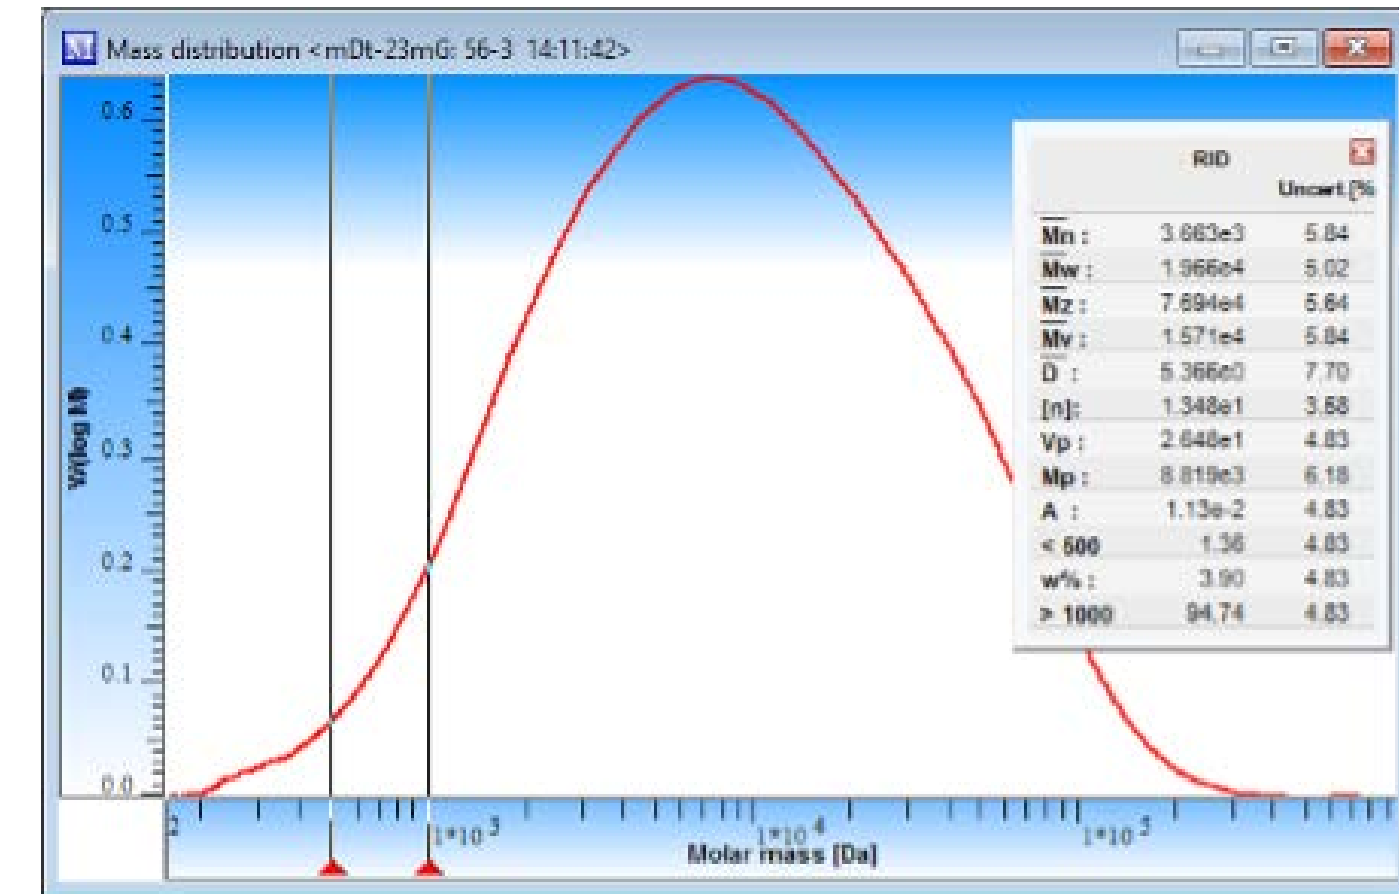 Mass distribution <mDt-23mG: 56-3 14:11:42>
0.6
0.5
0.4
0.3
0.2
0.1
0.0
W(log M)
2
1*10 3
1*10 4
1*10 5
Molar mass [Da]
RID
Uncert.[%
Mn : 3.663e3 5.84
Mw : 1.966e4 5.02
Mz : 7.694e4 5.64
Mv : 1.571e4 5.84
D : 5.366e0 7.70
[n]: 1.348e1 3.68
Vp : 2.648e1 4.83
Mp : 8.819e3 6.18
A : 1.13e-2 4.83
< 500 1.36 4.83
w% : 3.90 4.83
> 1000 94.74 4.83